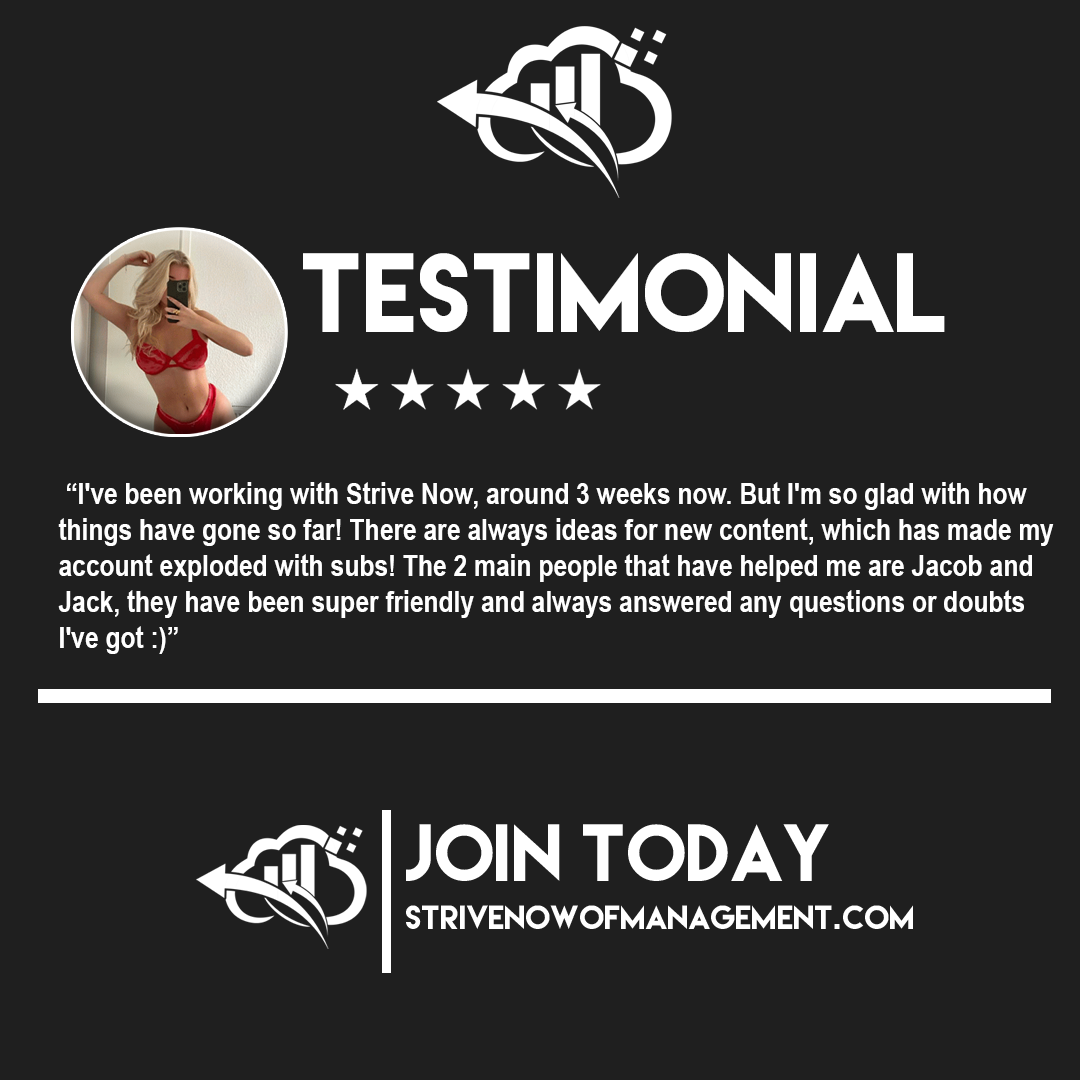 TESTIMONIAL
“I've been working with Strive Now, around 3 weeks now. But I'm so glad with how
things have gone so far! There are always ideas for new content, which has made my
account exploded with subs! The 2 main people that have helped me are Jacob and
Jack, they have been super friendly and always answered any questions or doubts
I've got :)”
JOIN TODAY
STRIVENOWOFMANAGEMENT.COM